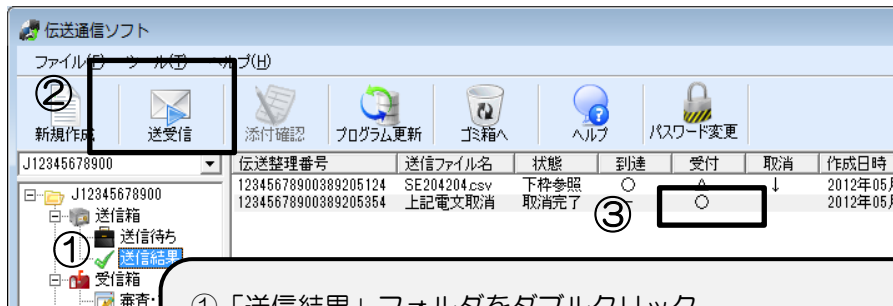 伝送通信ソフト
ファイル(F) ツール(T) ヘルプ(H)
②
新規作成 送受信 添付確認 プログラム更新 ゴミ箱へ ヘルプ パスワード変更
J12345678900 伝送整理番号 送信ファイル名 状態 到達 受付 取消 作成日時
J12345678900 12345678900389205124 SE204204.csv 下枠参照 ○ △ ↓ 2012年05月
送信箱 12345678900389205354 上記電文取消 取消完了 - ○ 2012年05月
③
送信待ち
①
送信結果
受信箱
審査・
①「送信結果」フォルダをダブルクリック